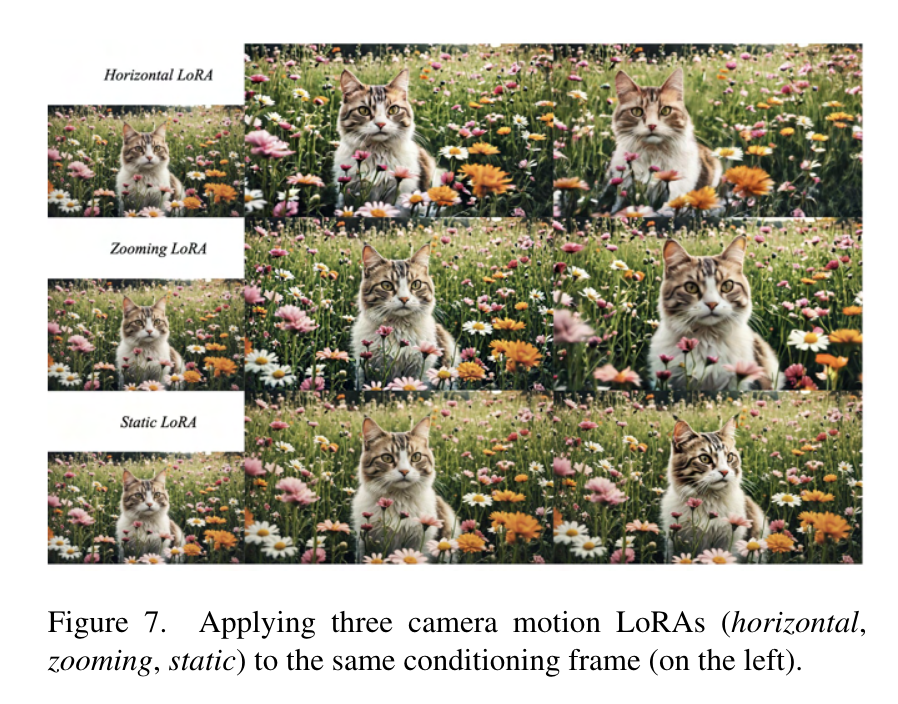 Horizontal LoRA
Zooming LoRA
Static LoRA
Figure 7. Applying three camera motion LoRAs (horizontal,
zooming, static) to the same conditioning frame (on the left).